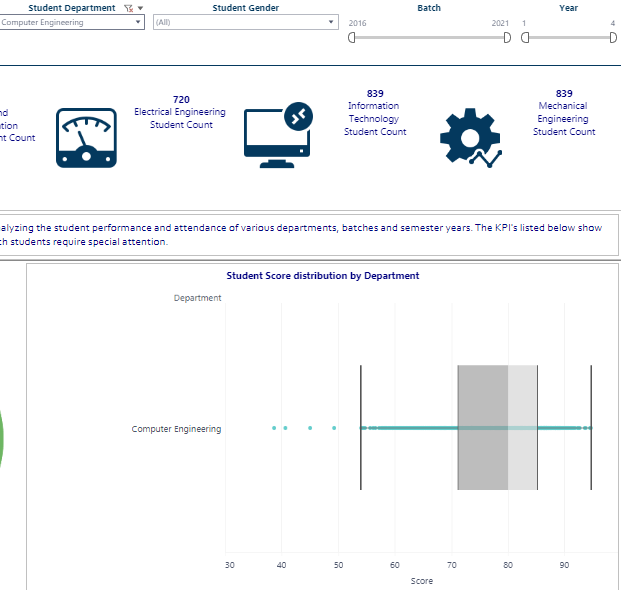 Student Department
Student Gender
Batch
Year
Computer Engineering
(All)
2016
2021
1
4
nd
tion
nt Count
720
Electrical Engineering
Student Count
839
Information
Technology
Student Count
839
Mechanical
Engineering
Student Count
alyzing the student performance and attendance of various departments, batches and semester years. The KPI's listed below show
ch students require special attention.
Student Score distribution by Department
Department
Computer Engineering
30
40
50
60
70
80
90
Score